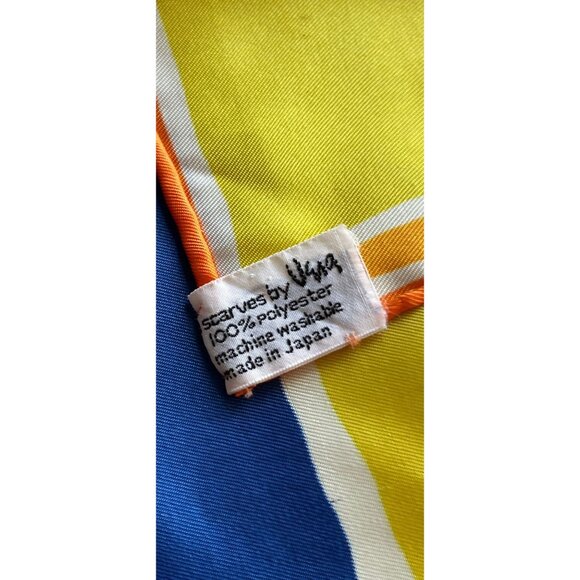 scarves by Vera
100% polyester
machine washable
made in Japan